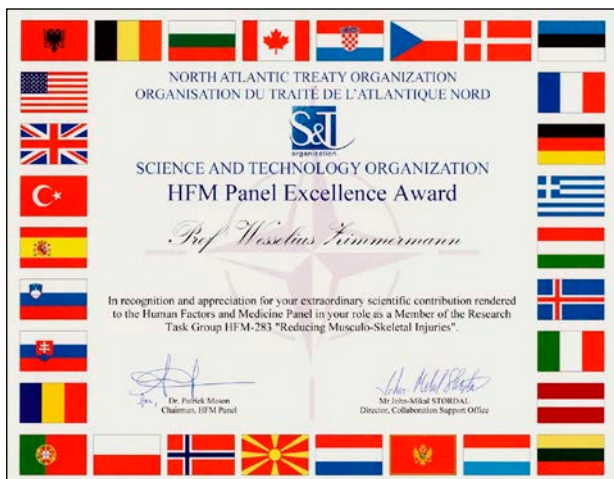 NORTH ATLANTIC TREATY ORGANIZATION
ORGANISATION DU TRAITÉ DE L'ATLANTIQUE NORD
S&T
organization
SCIENCE AND TECHNOLOGY ORGANIZATION
HFM Panel Excellence Award
Prof Wesselius Zimmermann
In recognition and appreciation for your extraordinary scientific contribution rendered
to the Human Factors and Medicine Panel in your role as a Member of the Research
Task Group HFM-283 "Reducing Musculo-Skeletal Injuries".
Dr. Patrick Mason
Chairman, HFM Panel
Mr John-Mikal STORDAL
Director, Collaboration Support Office